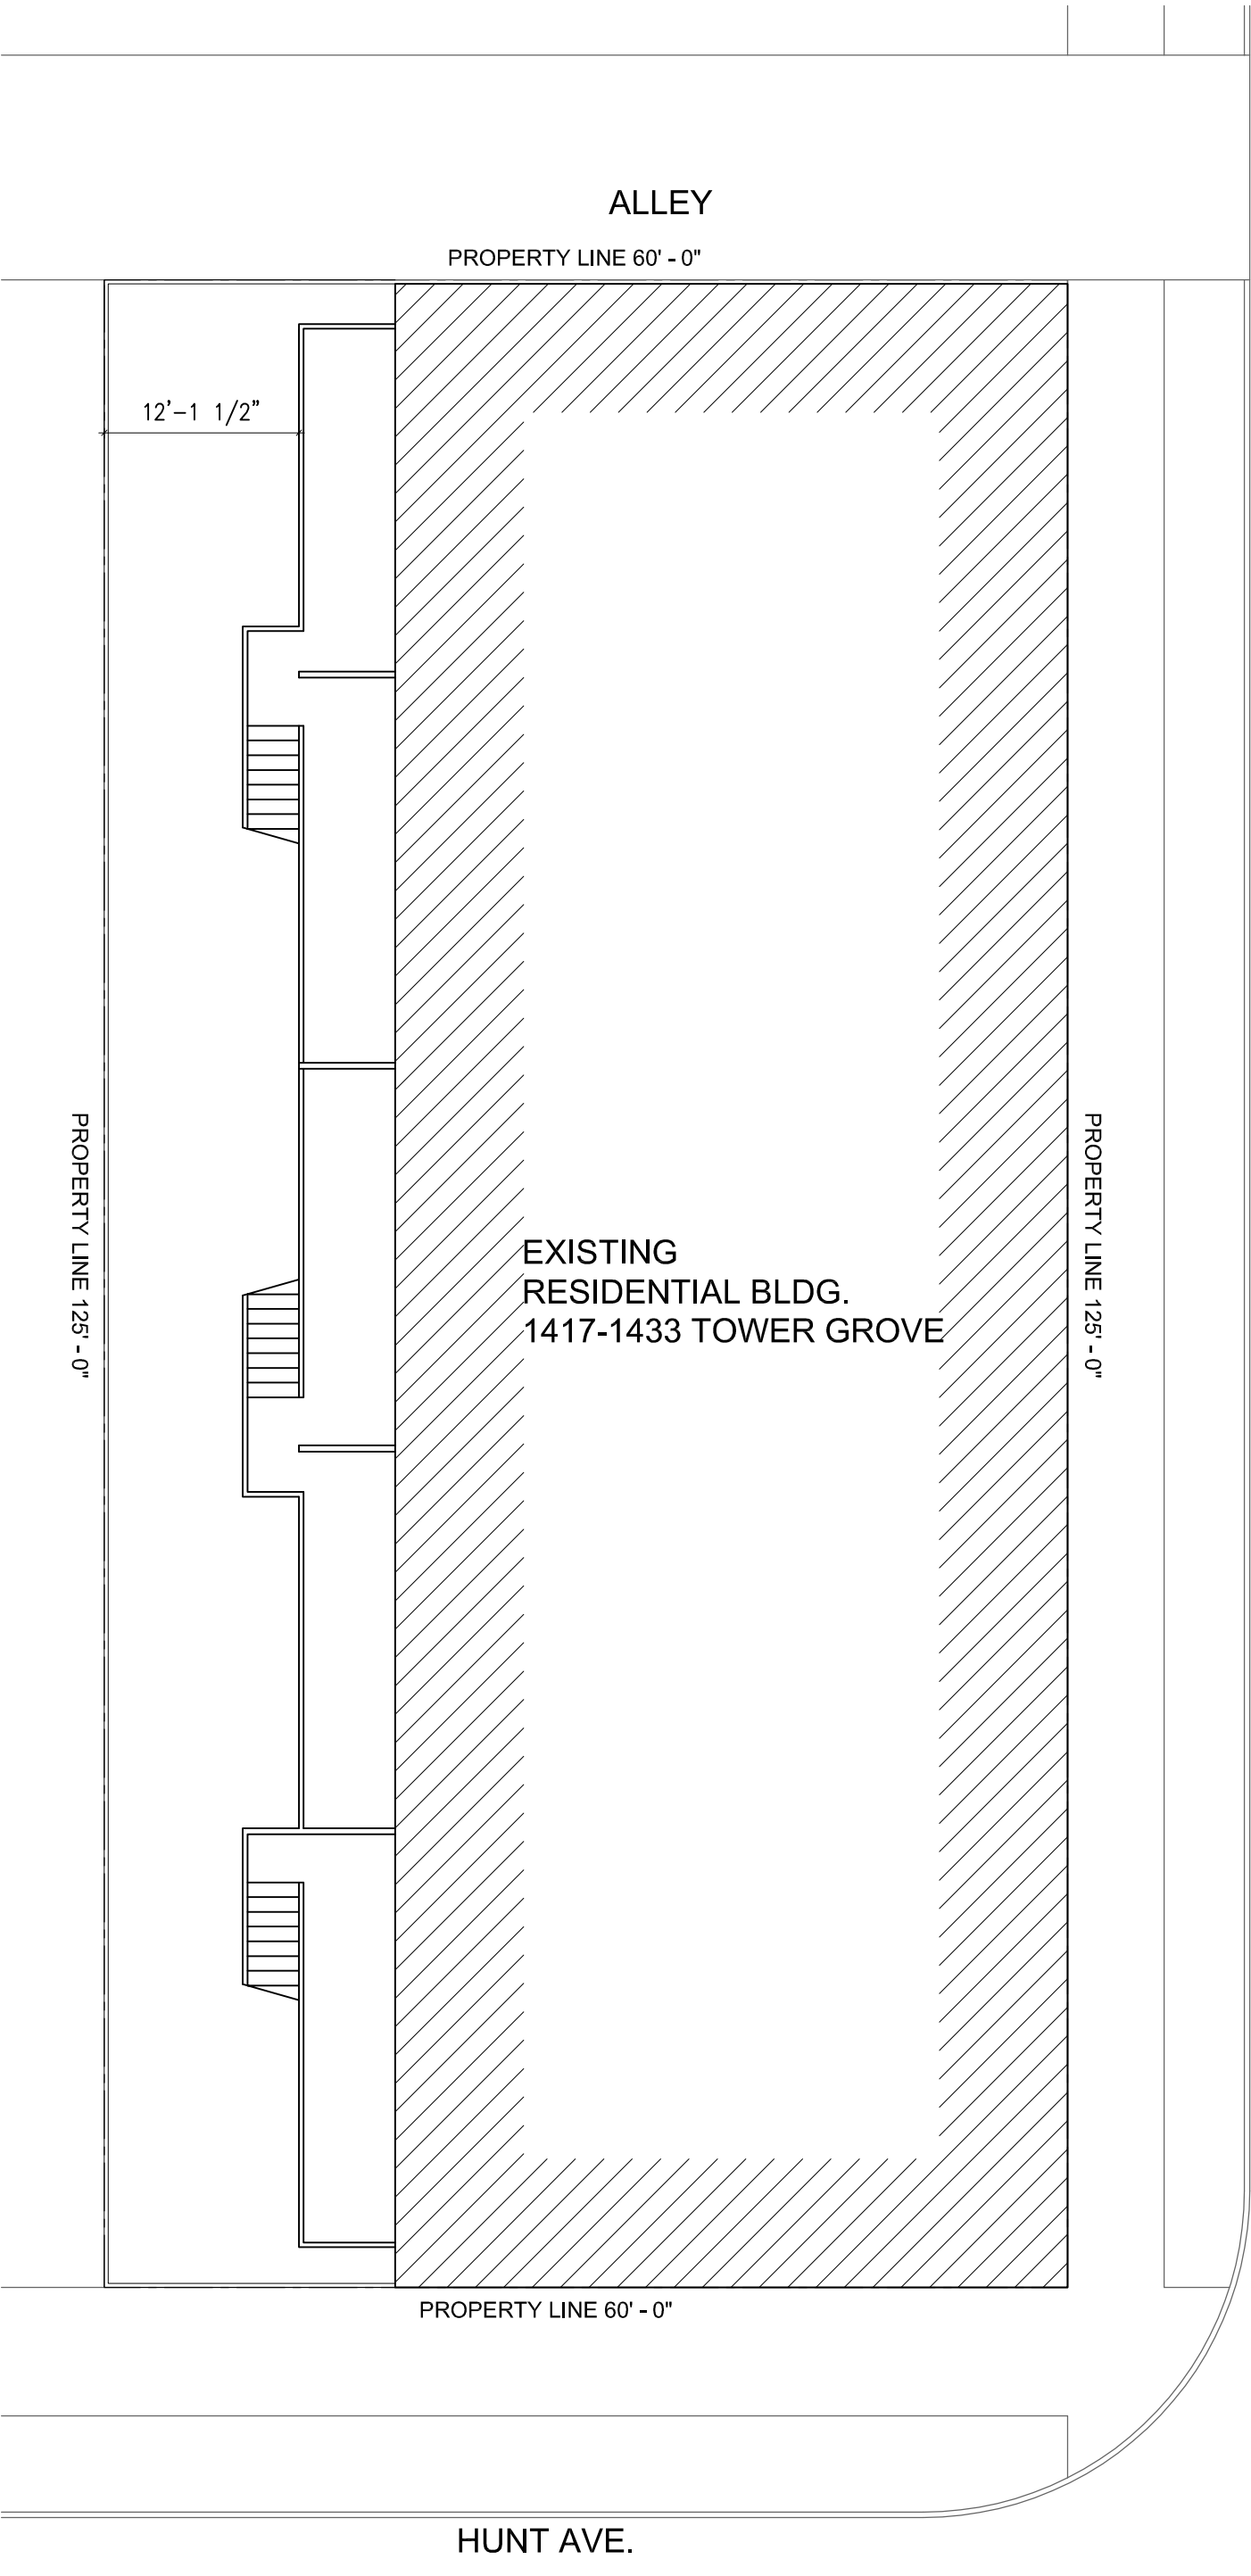 ALLEY
PROPERTY LINE 60' - 0"
12'-1 1/2"
PROPERTY LINE 125' - 0"
EXISTING
RESIDENTIAL BLDG.
1417-1433 TOWER GROVE
PROPERTY LINE 125' - 0"
PROPERTY LINE 60' - 0"
HUNT AVE.